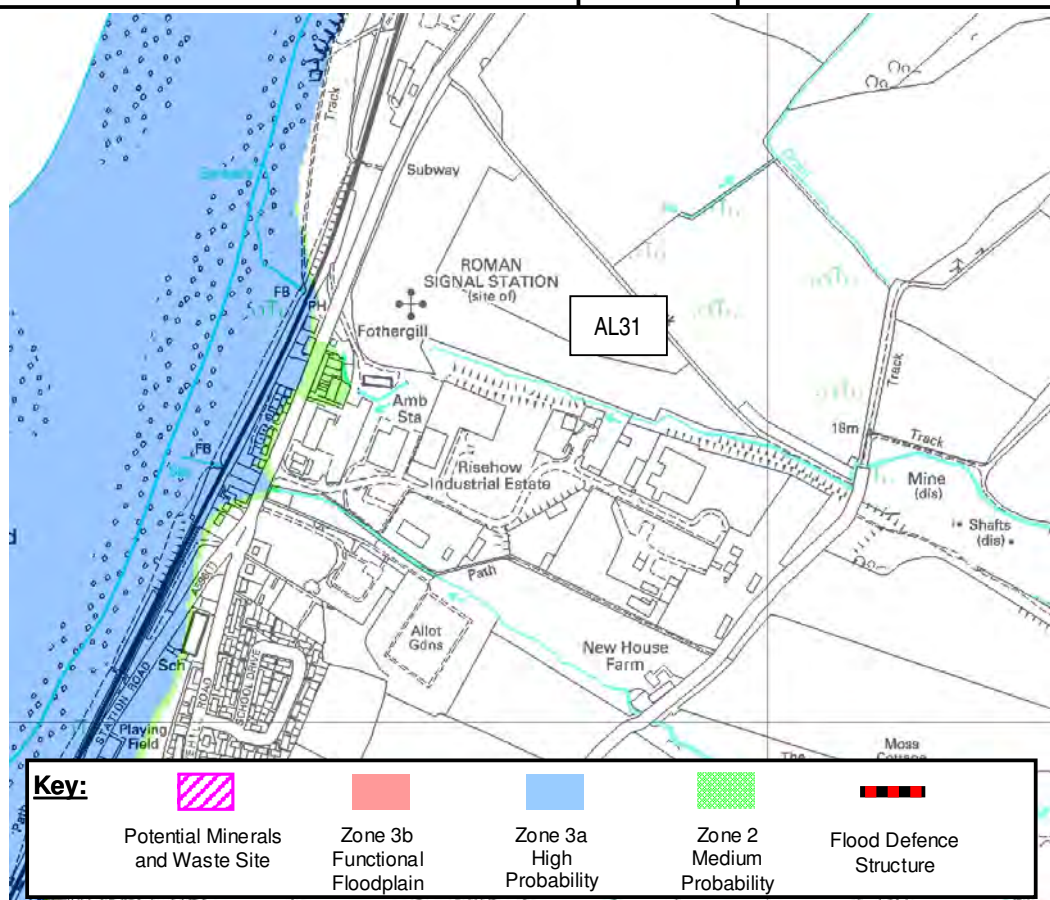 Track
Subway
ROMAN
SIGNAL STATION
(site of)
AL31
FB
PH
Fothergill
Drain
Track
Amb
Sta
FB
Risehow
Industrial Estate
18m
Track
Mine
(dis)
Shafts
(dis)
Path
A596(T)
Allot
Gdns
New House
Farm
Sch
STATION ROAD
SCHOOL DRIVE
ROAD
Playing
Field
Moss
The
Path
Key:
Potential Minerals
and Waste Site
Zone 3b
Functional
Floodplain
Zone 3a
High
Probability
Zone 2
Medium
Probability
Flood Defence
Structure